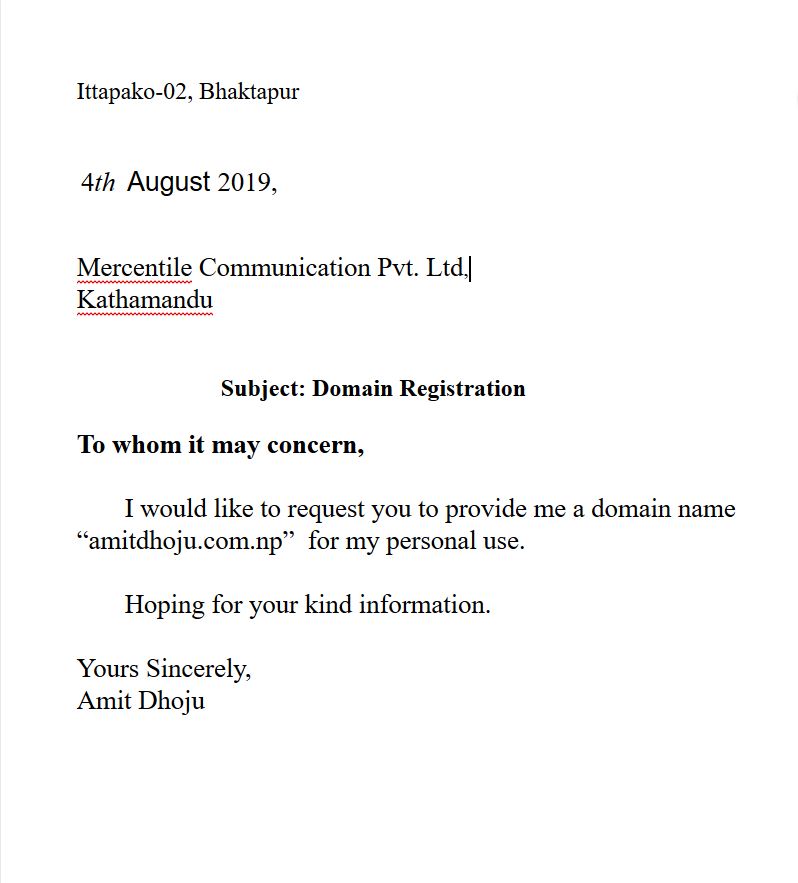 Ittapako-02, Bhaktapur
4th August 2019,
Mercentile Communication Pvt. Ltd,
Kathamandu
Subject: Domain Registration
To whom it may concern,
I would like to request you to provide me a domain name
“amitdhoju.com.np” for my personal use.
Hoping for your kind information.
Yours Sincerely,
Amit Dhoju